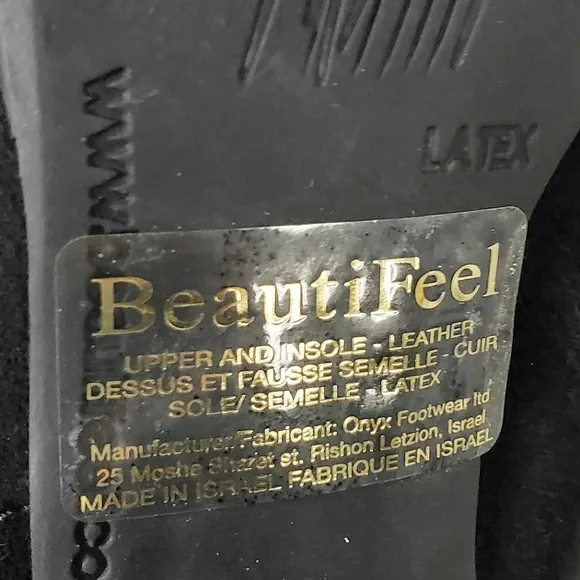 LATEX
BeautiFeel
UPPER AND INSOLE - LEATHER
DESSUS ET FAUSSE SEMELLE - CUIR
SOLE/ SEMELLE - LATEX
Manufacturer/Fabricant: Onyx Footwear ltd
25 Moshe Sharet st. Rishon Letzion, Israel
MADE IN ISRAEL FABRIQUE EN ISRAEL